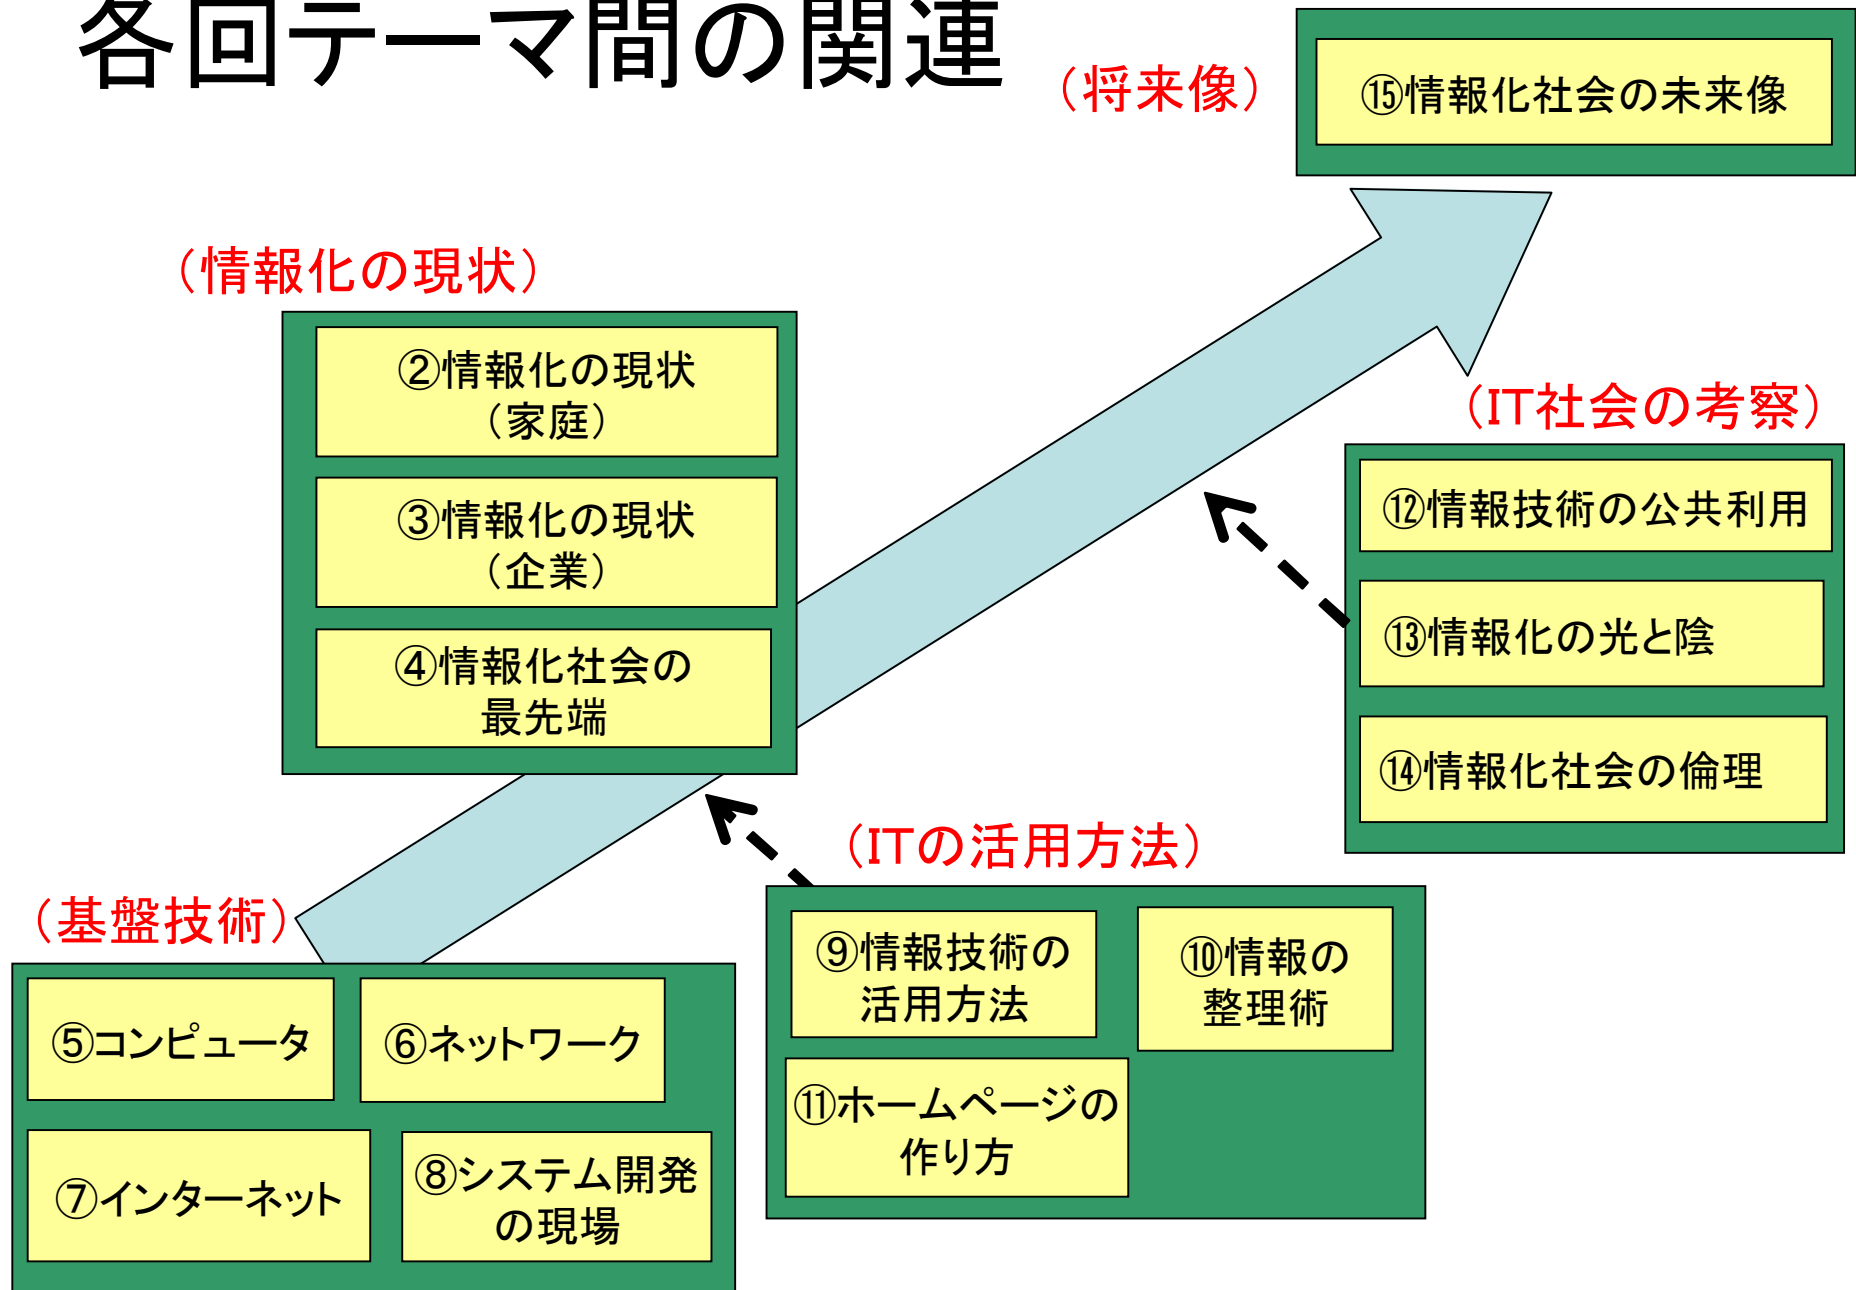 各回テーマ間の関連
（将来像）
⑮情報化社会の未来像
（情報化の現状）
②情報化の現状
（家庭）
③情報化の現状
（企業）
④情報化社会の
最先端
（IT社会の考察）
⑫情報技術の公共利用
⑬情報化の光と陰
⑭情報化社会の倫理
（ITの活用方法）
⑨情報技術の
活用方法
⑩情報の
整理術
⑪ホームページの
作り方
（基盤技術）
⑤コンピュータ
⑥ネットワーク
⑦インターネット
⑧システム開発
の現場